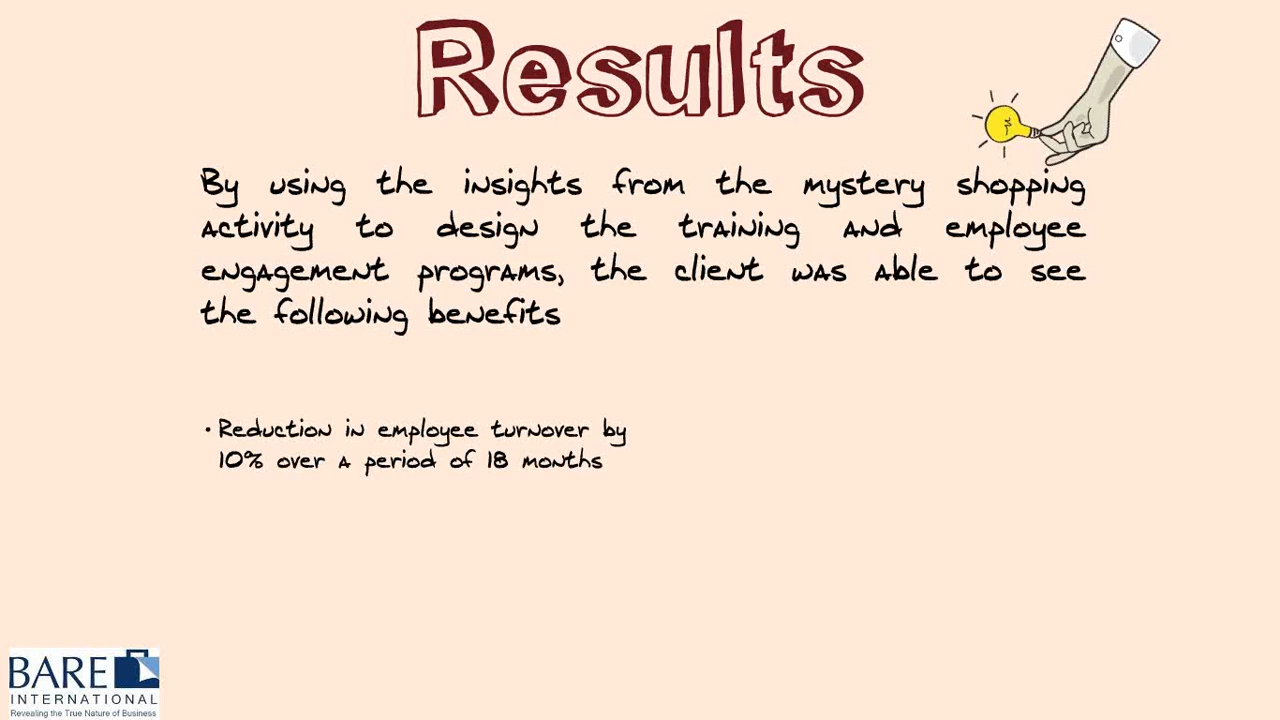 Results
By using the insights from the mystery shopping
activity to design the training and employee
engagement programs, the client was able to see
the following benefits
• Reduction in employee turnover by
10% over a period of 18 months
BARE
INTERNATIONAL
Revealing the True Nature of Business